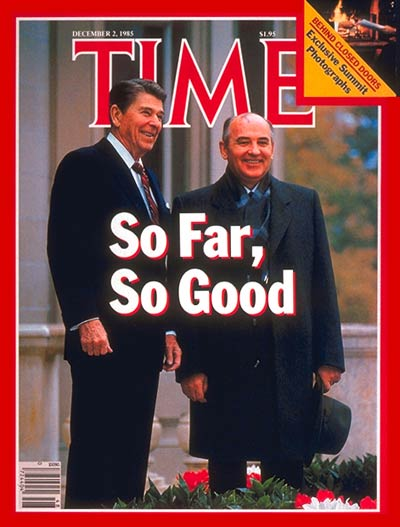 DECEMBER 2, 1985
$1.95
TIME
BEHIND CLOSED DOORS
Exclusive Summit
Photographs
So Far,
So Good